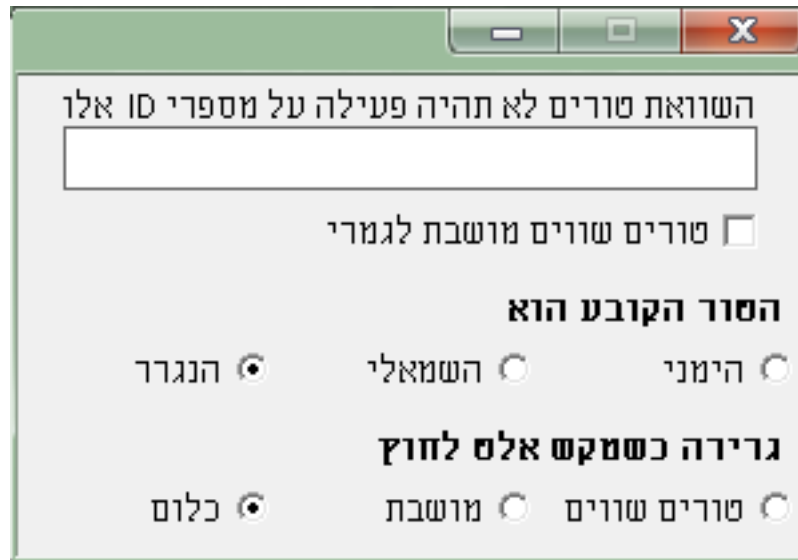 השוואת טורים לא תהיה פעילה על מספרי ID אלו
טורים שווים מושבת לגמרי
הטור הקובע הוא
הימני השמאלי הנגרר
גרירה כשמקש אלט לחוץ
טורים שווים מושבת כלום